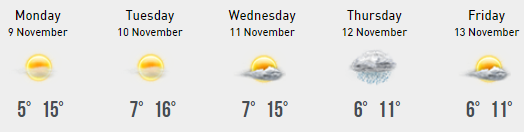 Monday Tuesday Wednesday Thursday Friday
9 November 10 November 11 November 12 November 13 November
5° 15° 7° 16° 7° 15° 6° 11° 6° 11°